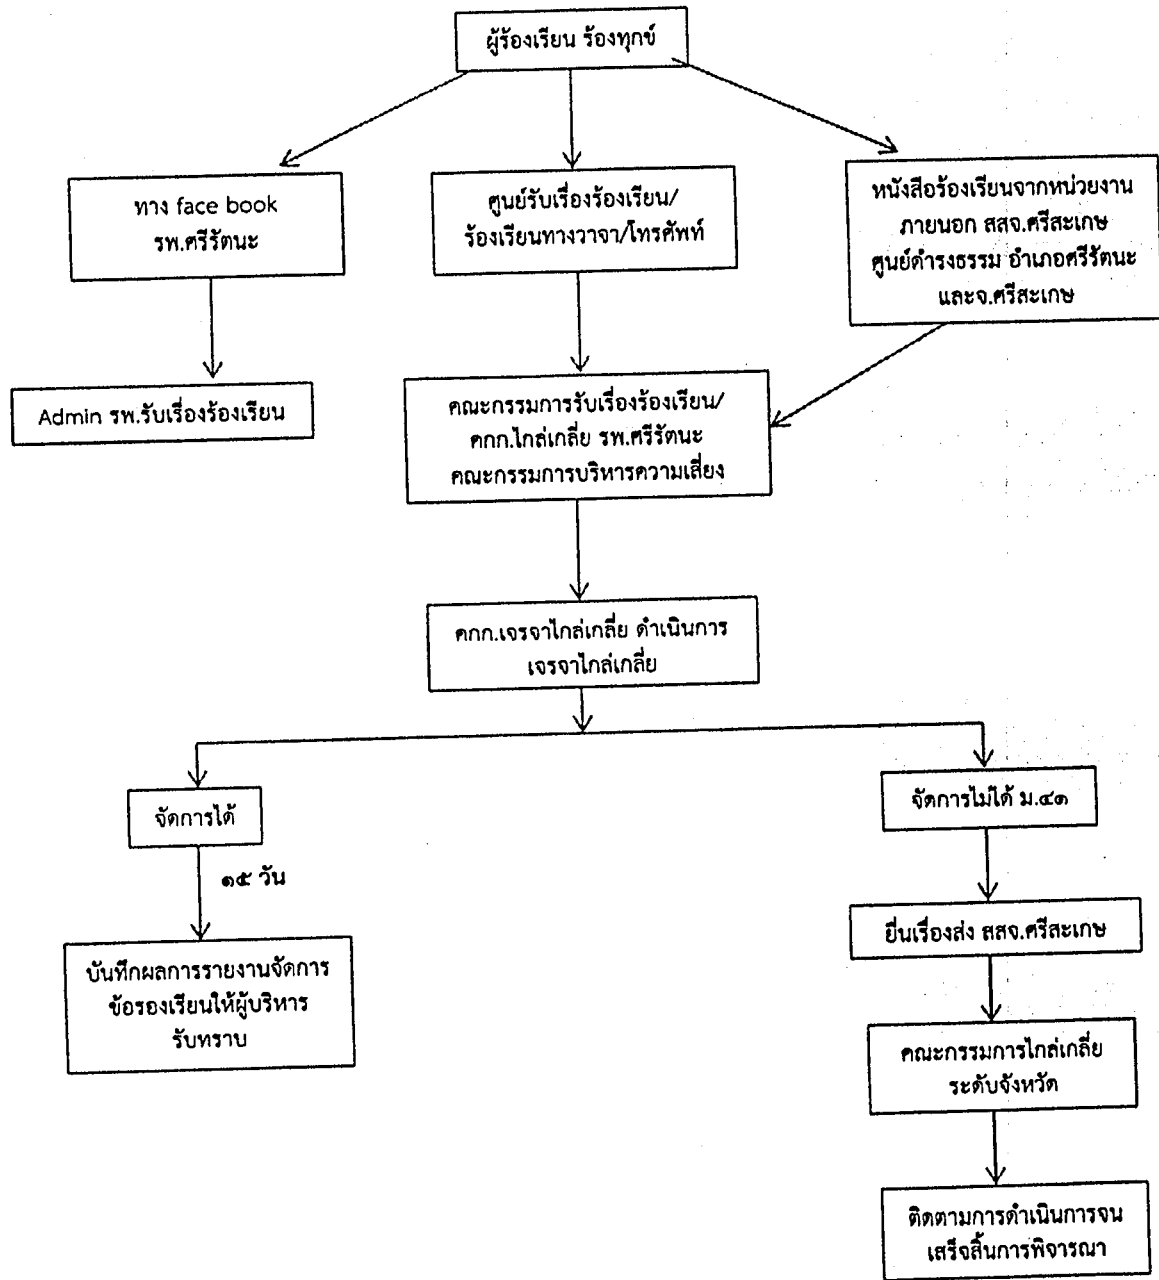 ผู้ร้องเรียน ร้องทุกข์
ทาง face book
รพ.ศรีรัตนะ
ศูนย์รับเรื่องร้องเรียน/
ร้องเรียนทางวาจา/โทรศัพท์
หนังสือร้องเรียนจากหน่วยงาน
ภายนอก สสจ.ศรีสะเกษ
ศูนย์ดำรงธรรม อำเภอศรีรัตนะ
และจ.ศรีสะเกษ
Admin รพ.รับเรื่องร้องเรียน
คณะกรรมการรับเรื่องร้องเรียน/
คกก.ไกล่เกลี่ย รพ.ศรีรัตนะ
คณะกรรมการบริหารความเสี่ยง
คกก.เจรจาไกล่เกลี่ย ดำเนินการ
เจรจาไกล่เกลี่ย
จัดการได้
จัดการไม่ได้ ม.๔๑
๑๕ วัน
ยื่นเรื่องส่ง สสจ.ศรีสะเกษ
บันทึกผลการรายงานจัดการ
ข้อรองเรียนให้ผู้บริหาร
รับทราบ
คณะกรรมการไกล่เกลี่ย
ระดับจังหวัด
ติดตามการดำเนินการจน
เสร็จสิ้นการพิจารณา